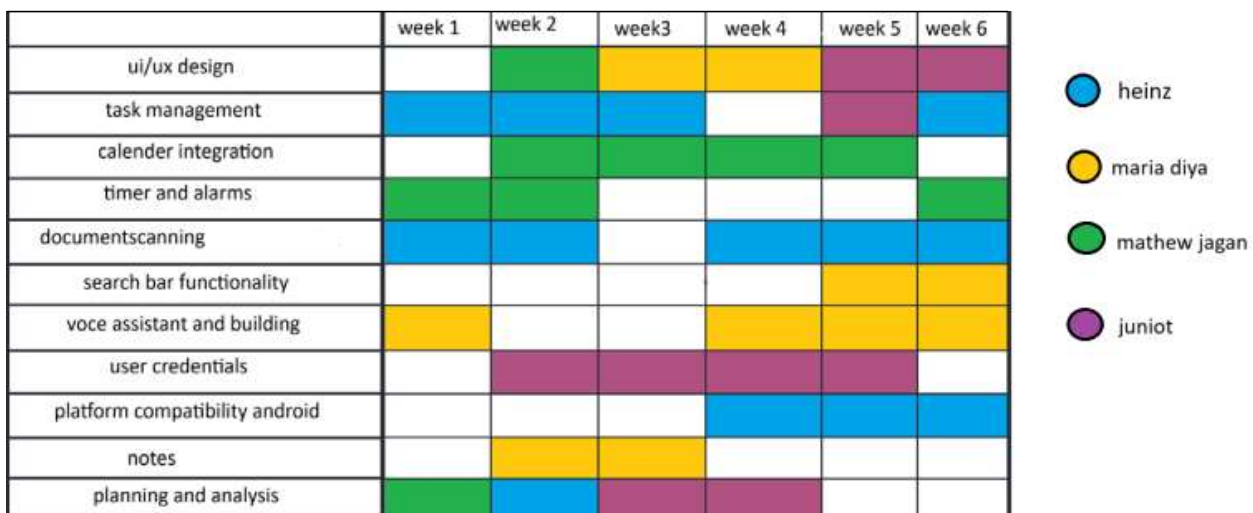 week 1 week 2 week3 week 4 week 5 week 6
ui/ux design
task management
calender integration
timer and alarms
documentscanning
search bar functionality
voce assistant and building
user credentials
platform compatibility android
notes
planning and analysis
heinz
maria diya
mathew jagan
juniot